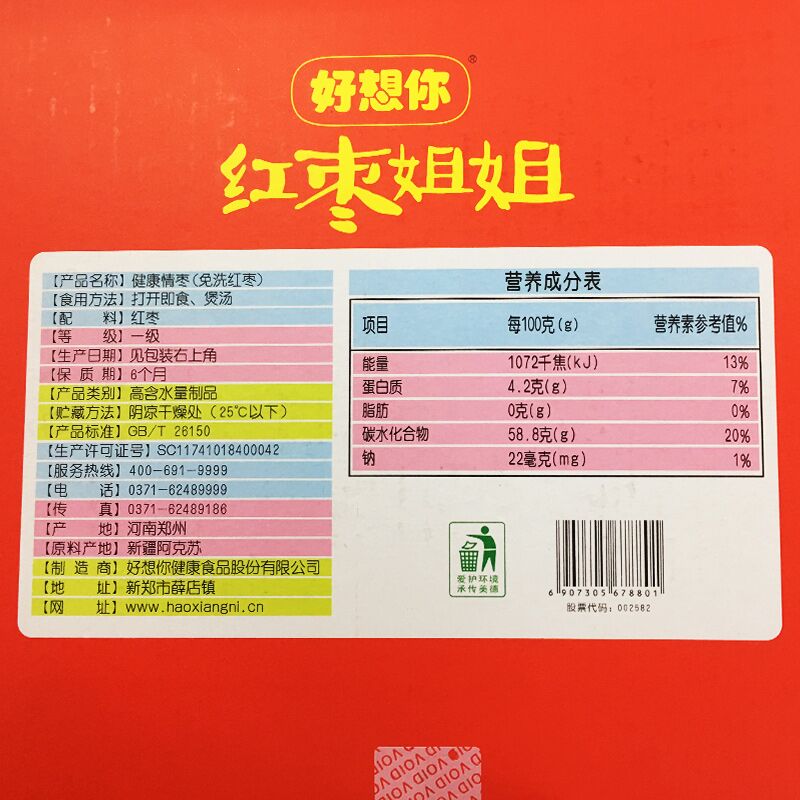 好想你®
红枣姐姐
【产品名称】健康情枣(免洗红枣)
【食用方法】打开即食、煲汤
【配 料】红枣
【等 级】一级
【生产日期】见包装右上角
【保 质 期】6个月
【产品类别】高含水量制品
【贮藏方法】阴凉干燥处（25℃以下）
【产品标准】GB/T 26150
【生产许可证号】SC11741018400042
【服务热线】400-691-9999
【电 话】0371-62489999
【传 真】0371-62489186
【产 地】河南郑州
【原料产地】新疆阿克苏
【制 造 商】好想你健康食品股份有限公司
【地 址】新郑市薛店镇
【网 址】www.haoxiangni.cn
营养成分表
项目 每100克(g) 营养素参考值%
能量 1072千焦(kJ) 13%
蛋白质 4.2克(g) 7%
脂肪 0克(g) 0%
碳水化合物 58.8克(g) 20%
钠 22毫克(mg) 1%
爱护环境
承传美德
6 907305 678801
股票代码：002582
VOID VOID VOID
VOID VOID VOID